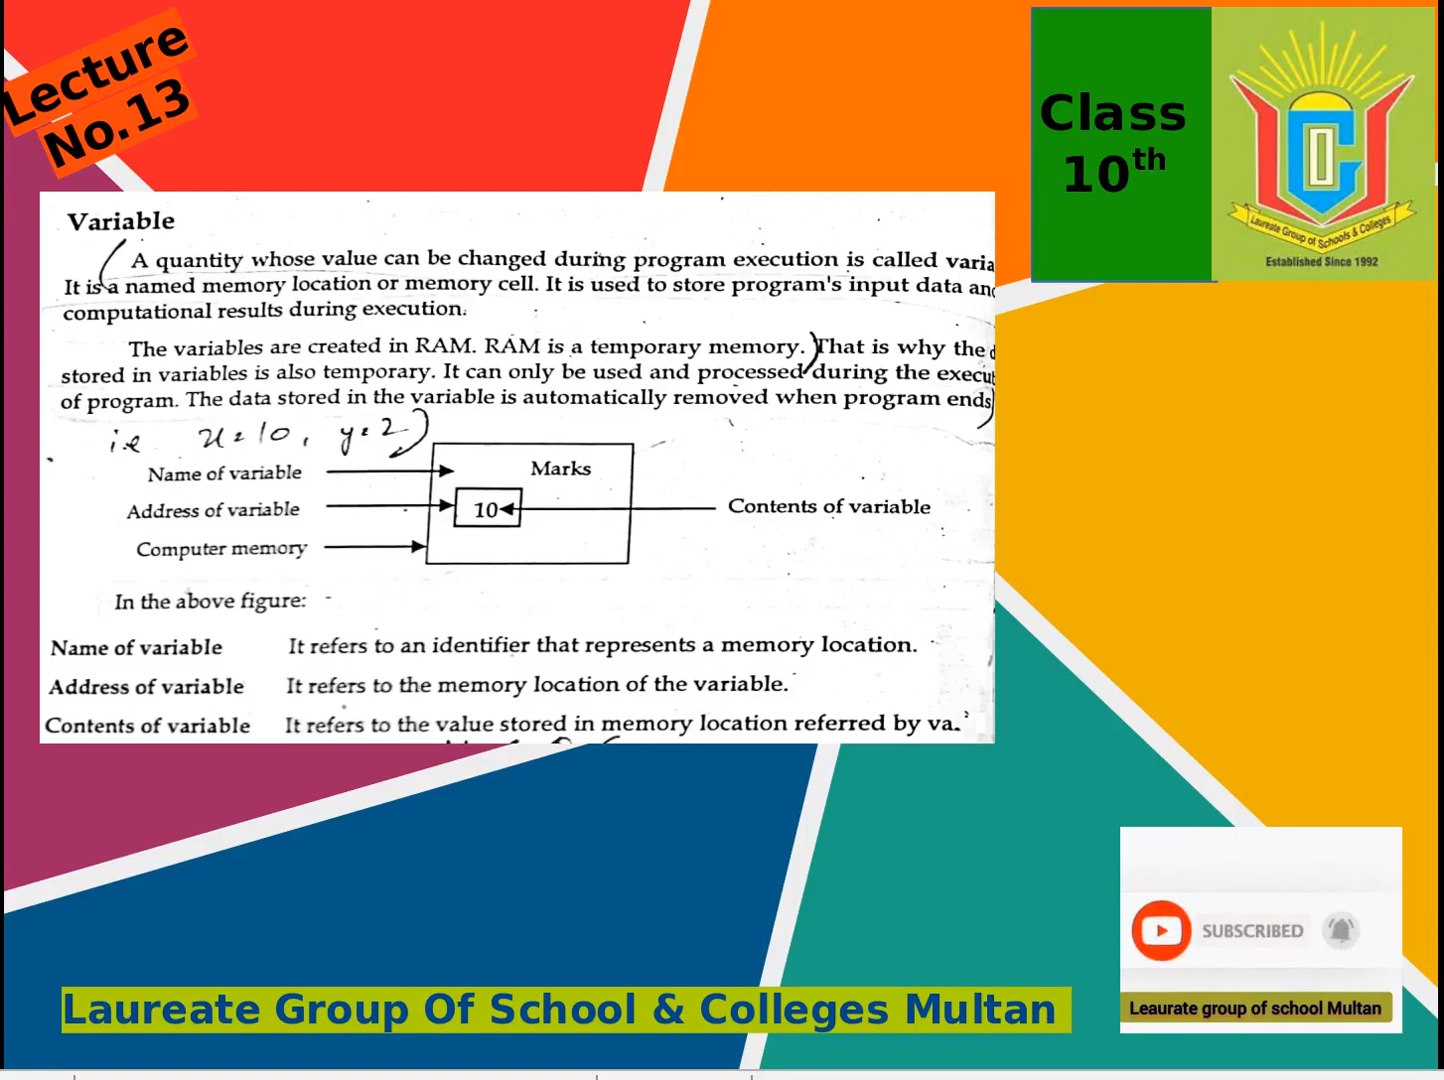 Lecture
No.13
Class
10th
Laureate Group of Schools & Colleges
Established Since 1992
Variable
A quantity whose value can be changed during program execution is called varia
It is a named memory location or memory cell. It is used to store program's input data and
computational results during execution.
The variables are created in RAM. RAM is a temporary memory. That is why the d
stored in variables is also temporary. It can only be used and processed during the execut
of program. The data stored in the variable is automatically removed when program ends
i.e x=10, y=2
Name of variable
Marks
Address of variable
10
Contents of variable
Computer memory
In the above figure:
Name of variable It refers to an identifier that represents a memory location.
Address of variable It refers to the memory location of the variable.
Contents of variable It refers to the value stored in memory location referred by va.
SUBSCRIBED
Leaurate group of school Multan
Laureate Group Of School & Colleges Multan